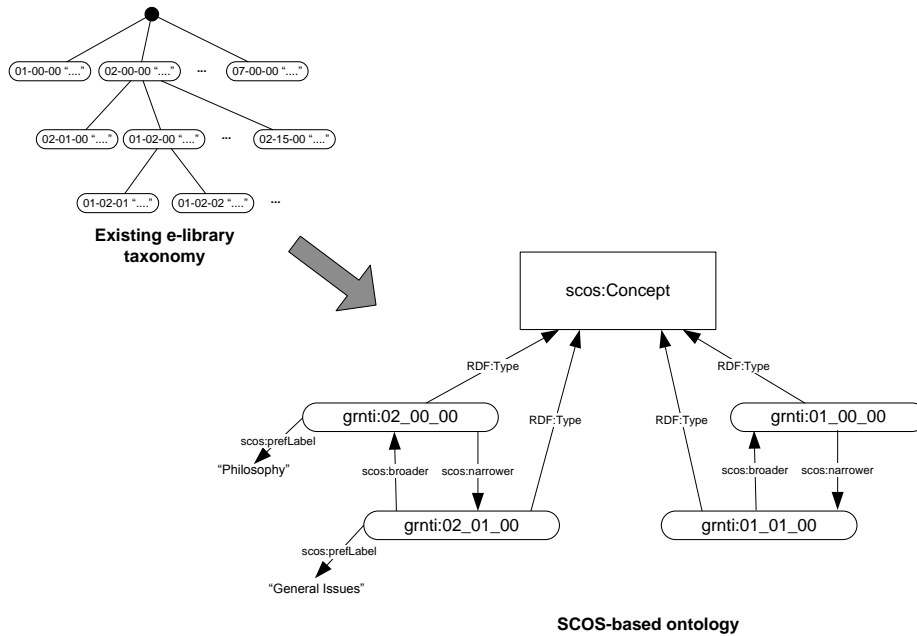 01-00-00 “....”
02-00-00 “....”
...
07-00-00 “....”
02-01-00 “....”
01-02-00 “....”
...
02-15-00 “....”
01-02-01 “....”
01-02-02 “....”
...
Existing e-library
taxonomy
scos:Concept
RDF:Type
RDF:Type
RDF:Type
RDF:Type
grnti:02_00_00
grnti:01_00_00
scos:prefLabel
“Philosophy”
scos:broader
scos:narrower
scos:broader
scos:narrower
grnti:02_01_00
grnti:01_01_00
scos:prefLabel
“General Issues”
SCOS-based ontology